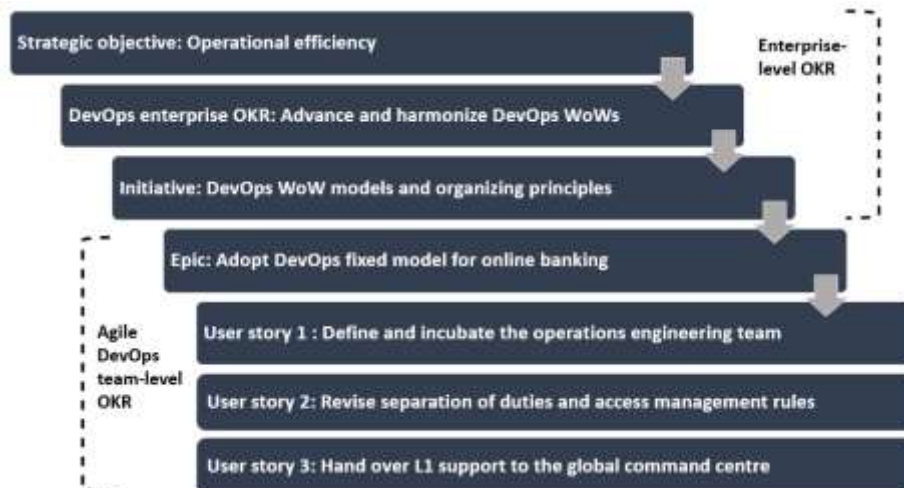 Strategic objective: Operational efficiency
Enterprise-
level OKR
DevOps enterprise OKR: Advance and harmonize DevOps WoWs
Initiative: DevOps WoW models and organizing principles
Epic: Adopt DevOps fixed model for online banking
Agile
DevOps
team-level
OKR
User story 1 : Define and incubate the operations engineering team
User story 2: Revise separation of duties and access management rules
User story 3: Hand over L1 support to the global command centre